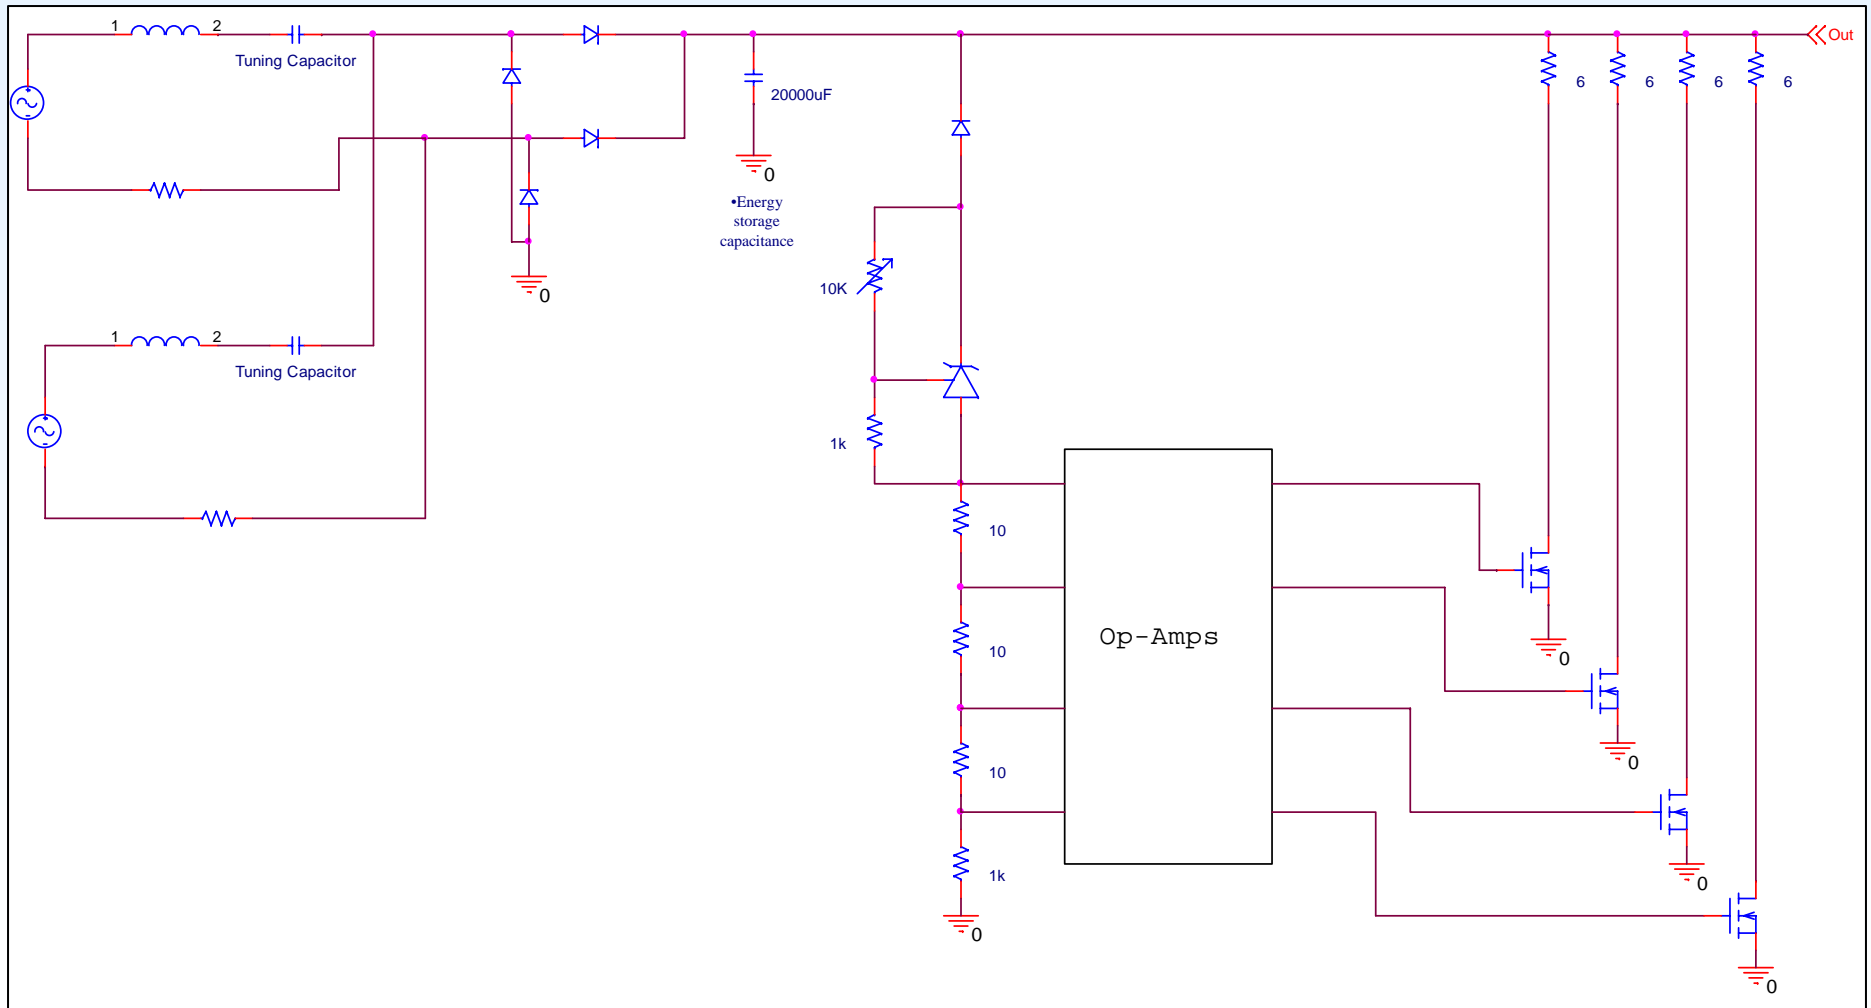 1 2
Tuning Capacitor
Out
6 6 6 6
20000uF
0
•Energy
storage
capacitance
0
10K
1 2
Tuning Capacitor
1k
10
Op-Amps
10
0
0
10
0
1k
0
0